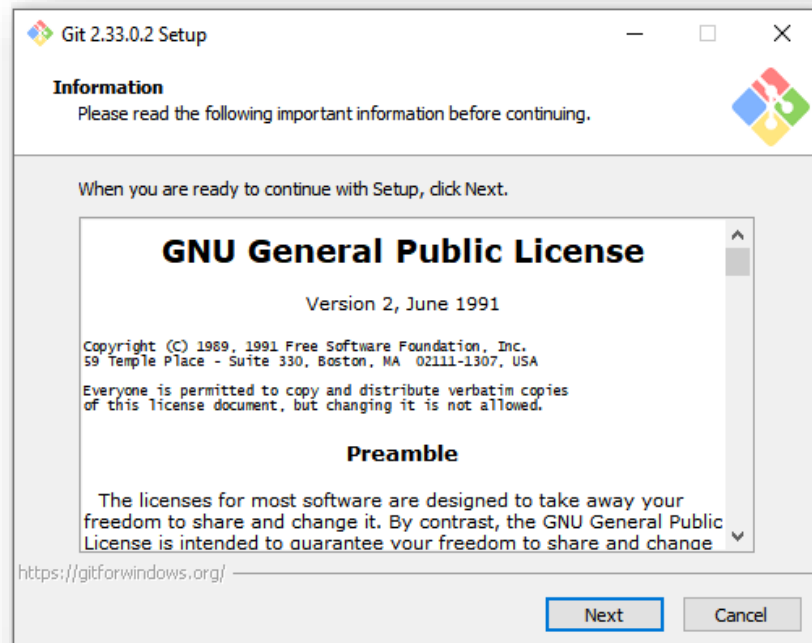 Git 2.33.0.2 Setup
Information
Please read the following important information before continuing.
When you are ready to continue with Setup, click Next.
GNU General Public License
Version 2, June 1991
Copyright (C) 1989, 1991 Free Software Foundation, Inc.
59 Temple Place - Suite 330, Boston, MA  02111-1307, USA
Everyone is permitted to copy and distribute verbatim copies
of this license document, but changing it is not allowed.
Preamble
The licenses for most software are designed to take away your
freedom to share and change it. By contrast, the GNU General Public
License is intended to guarantee your freedom to share and change
https://gitforwindows.org/
Next
Cancel